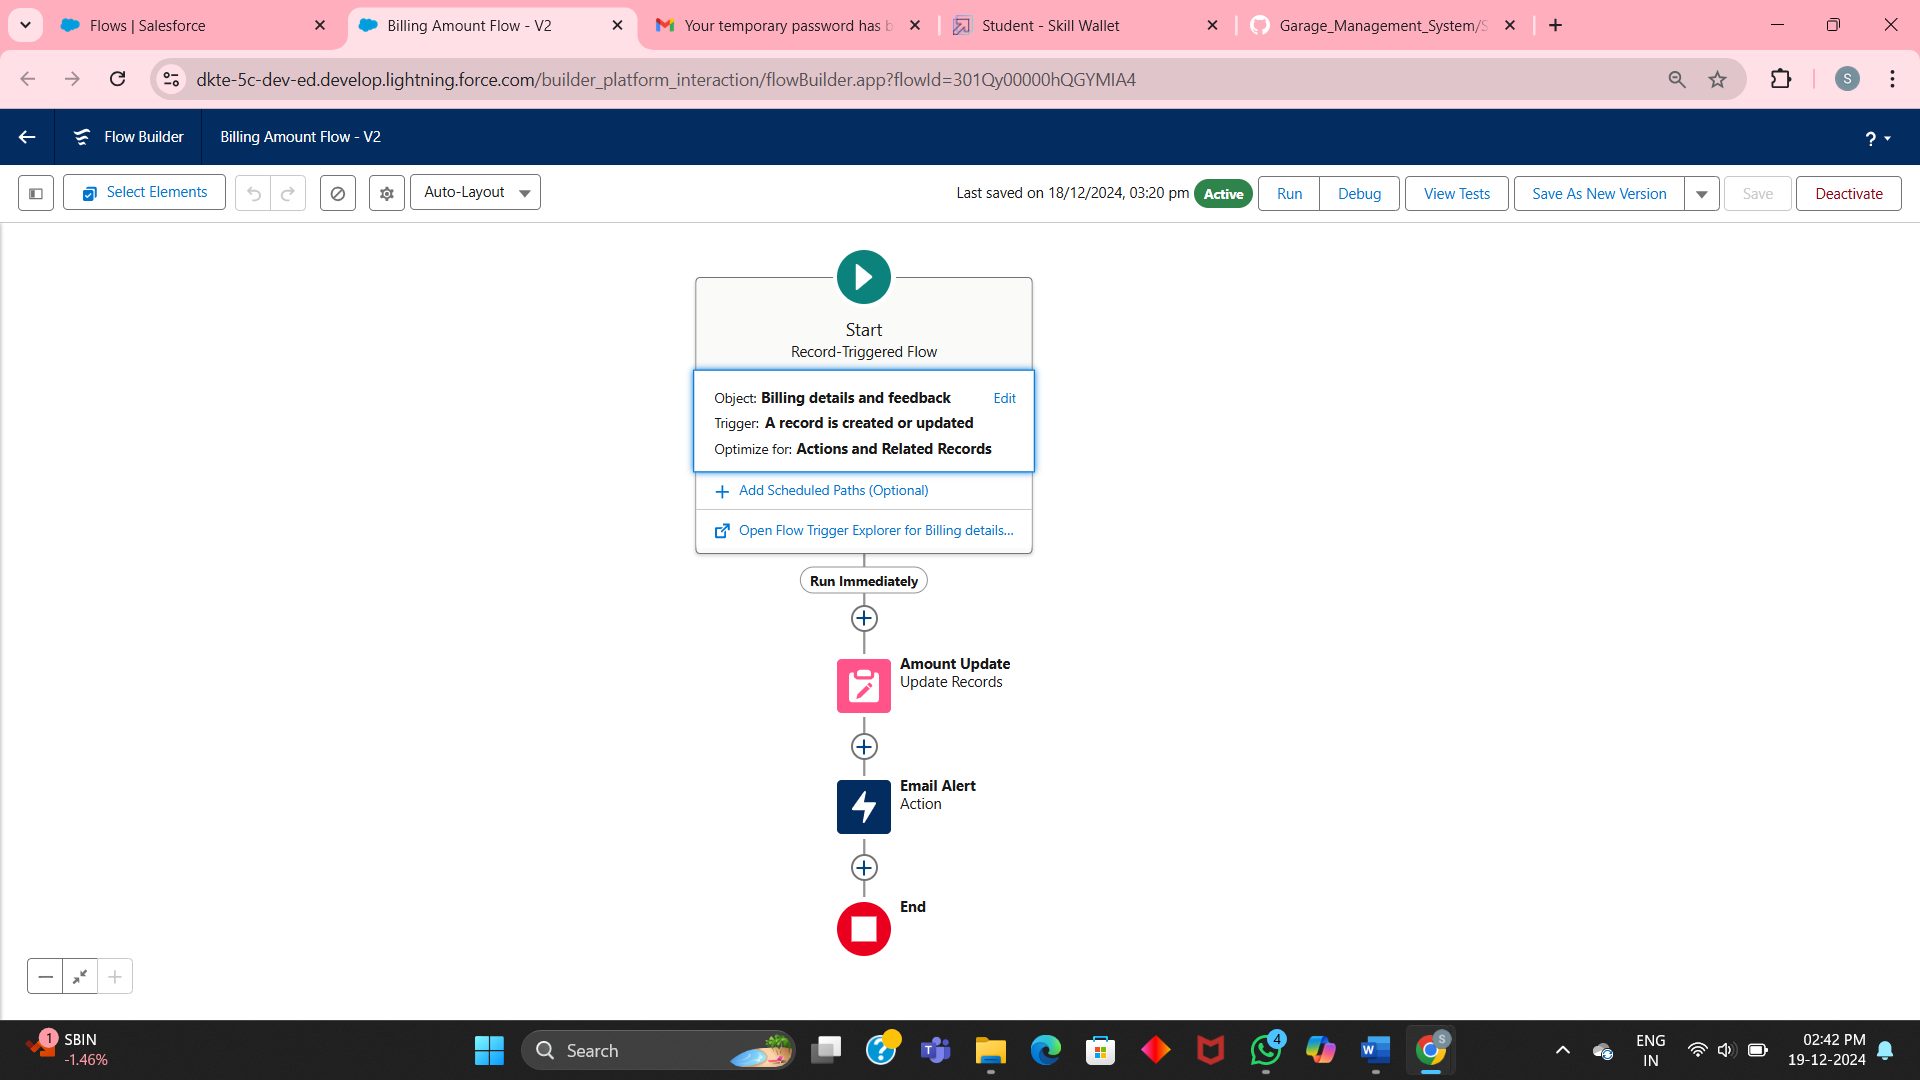 Flows | Salesforce
Billing Amount Flow - V2
Your temporary password has b
Student - Skill Wallet
Garage_Management_System/S
dkte-5c-dev-ed.develop.lightning.force.com/builder_platform_interaction/flowBuilder.app?flowId=301Qy00000hQGYMIA4
S
Flow Builder
Billing Amount Flow - V2
?
Select Elements
Auto-Layout
Last saved on 18/12/2024, 03:20 pm
Active
Run
Debug
View Tests
Save As New Version
Save
Deactivate
Start
Record-Triggered Flow
Object: Billing details and feedback
Edit
Trigger: A record is created or updated
Optimize for: Actions and Related Records
Add Scheduled Paths (Optional)
Open Flow Trigger Explorer for Billing details...
Run Immediately
Amount Update
Update Records
Email Alert
Action
End
1
SBIN
-1.46%
Search
4
S
ENG
IN
02:42 PM
19-12-2024